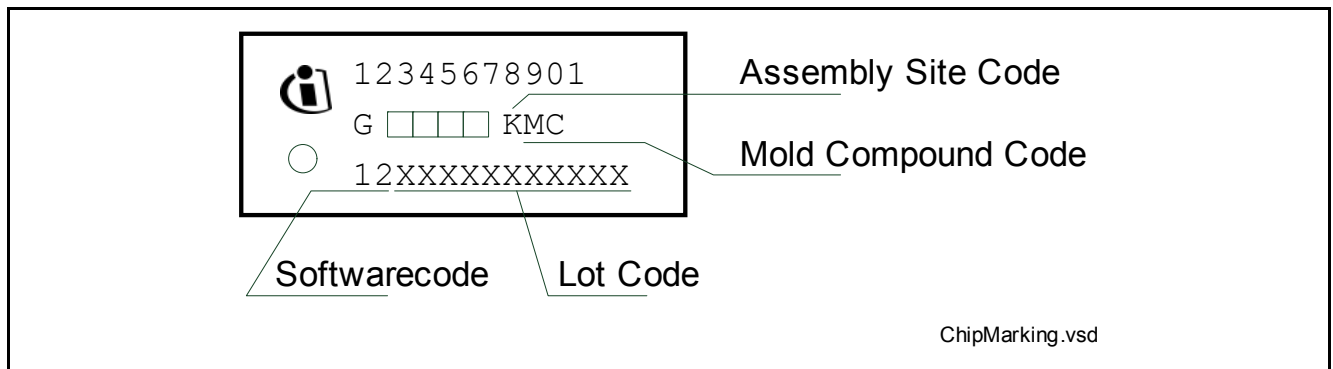 12345678901
Assembly Site Code
G KMC
Mold Compound Code
12XXXXXXXXXXX
Softwarecode
Lot Code
ChipMarking.vsd